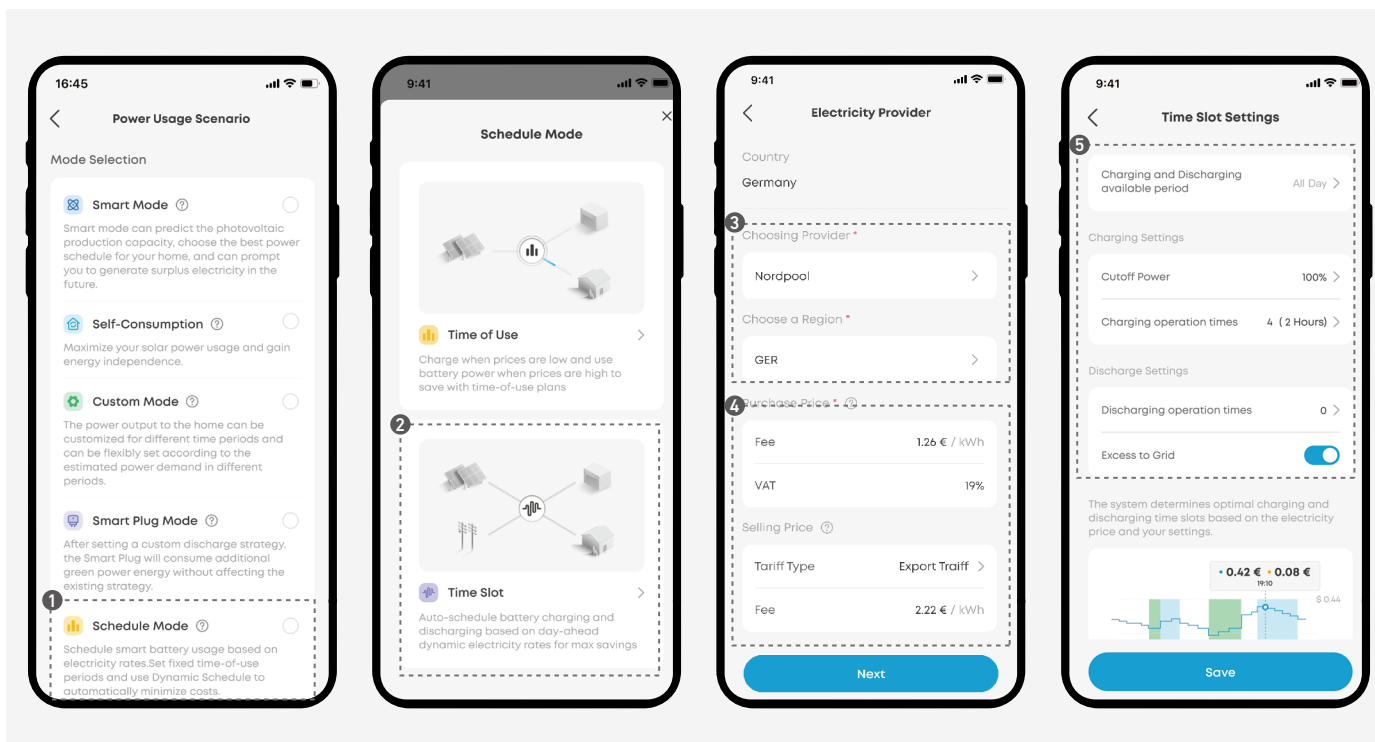 16:45
Power Usage Scenario
Mode Selection
Smart Mode ?
Smart mode can predict the photovoltaic
production capacity, choose the best power
schedule for your home, and can prompt
you to generate surplus electricity in the
future.
Self-Consumption ?
Maximize your solar power usage and gain
energy independence.
Custom Mode ?
The power output to the home can be
customized for different time periods and
can be flexibly set according to the
estimated power demand in different
periods.
Smart Plug Mode ?
After setting a custom discharge strategy,
the Smart Plug will consume additional
green power energy without affecting the
existing strategy.
1
Schedule Mode ?
Schedule smart battery usage based on
electricity rates.Set fixed time-of-use
periods and use Dynamic Schedule to
automatically minimize costs.
9:41
Schedule Mode
Time of Use
Charge when prices are low and use
battery power when prices are high to
save with time-of-use plans
2
Time Slot
Auto-schedule battery charging and
discharging based on day-ahead
dynamic electricity rates for max savings
9:41
Electricity Provider
Country
Germany
3
Choosing Provider *
Nordpool
Choose a Region *
GER
4
Purchase Price * ?
Fee 1.26 € / kWh
VAT 19%
Selling Price ?
Tariff Type Export Traiff
Fee 2.22 € / kWh
Next
9:41
Time Slot Settings
5
Charging and Discharging
available period All Day
Charging Settings
Cutoff Power 100%
Charging operation times 4 ( 2 Hours)
Discharge Settings
Discharging operation times 0
Excess to Grid
The system determines optimal charging and
discharging time slots based on the electricity
price and your settings.
0.42 € 0.08 €
19:10
$ 0.44
Save